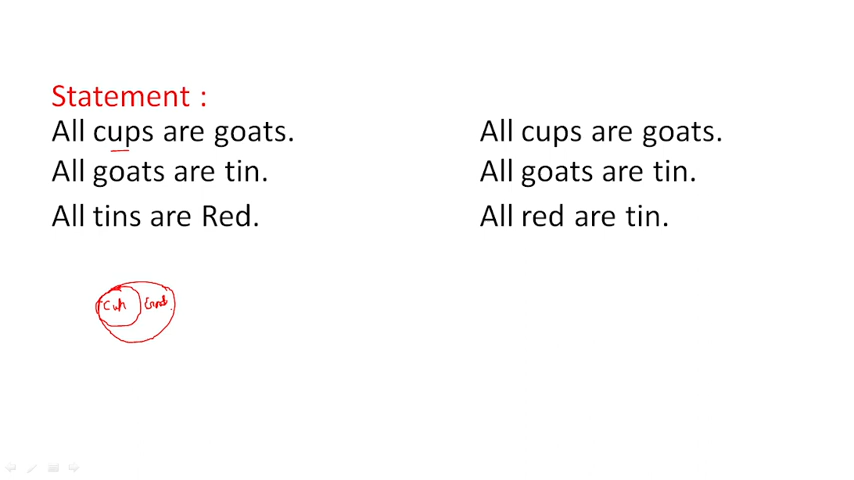 Statement :
All cups are goats.
All goats are tin.
All tins are Red.
All cups are goats.
All goats are tin.
All red are tin.
Cup